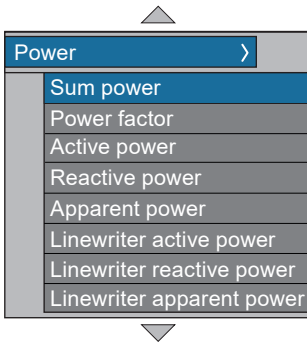 Power
Sum power
Power factor
Active power
Reactive power
Apparent power
Linewriter active power
Linewriter reactive power
Linewriter apparent power